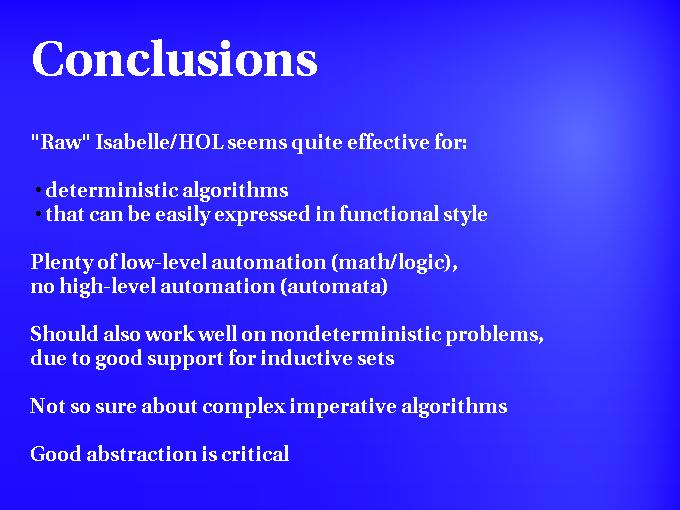 Conclusions
"Raw" Isabelle/HOL seems quite effective for:
• deterministic algorithms
• that can be easily expressed in functional style
Plenty of low-level automation (math/logic),
no high-level automation (automata)
Should also work well on nondeterministic problems,
due to good support for inductive sets
Not so sure about complex imperative algorithms
Good abstraction is critical